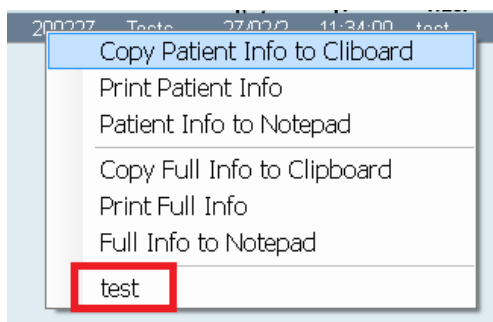 Copy Patient Info to Cliboard
Print Patient Info
Patient Info to Notepad
Copy Full Info to Clipboard
Print Full Info
Full Info to Notepad
test